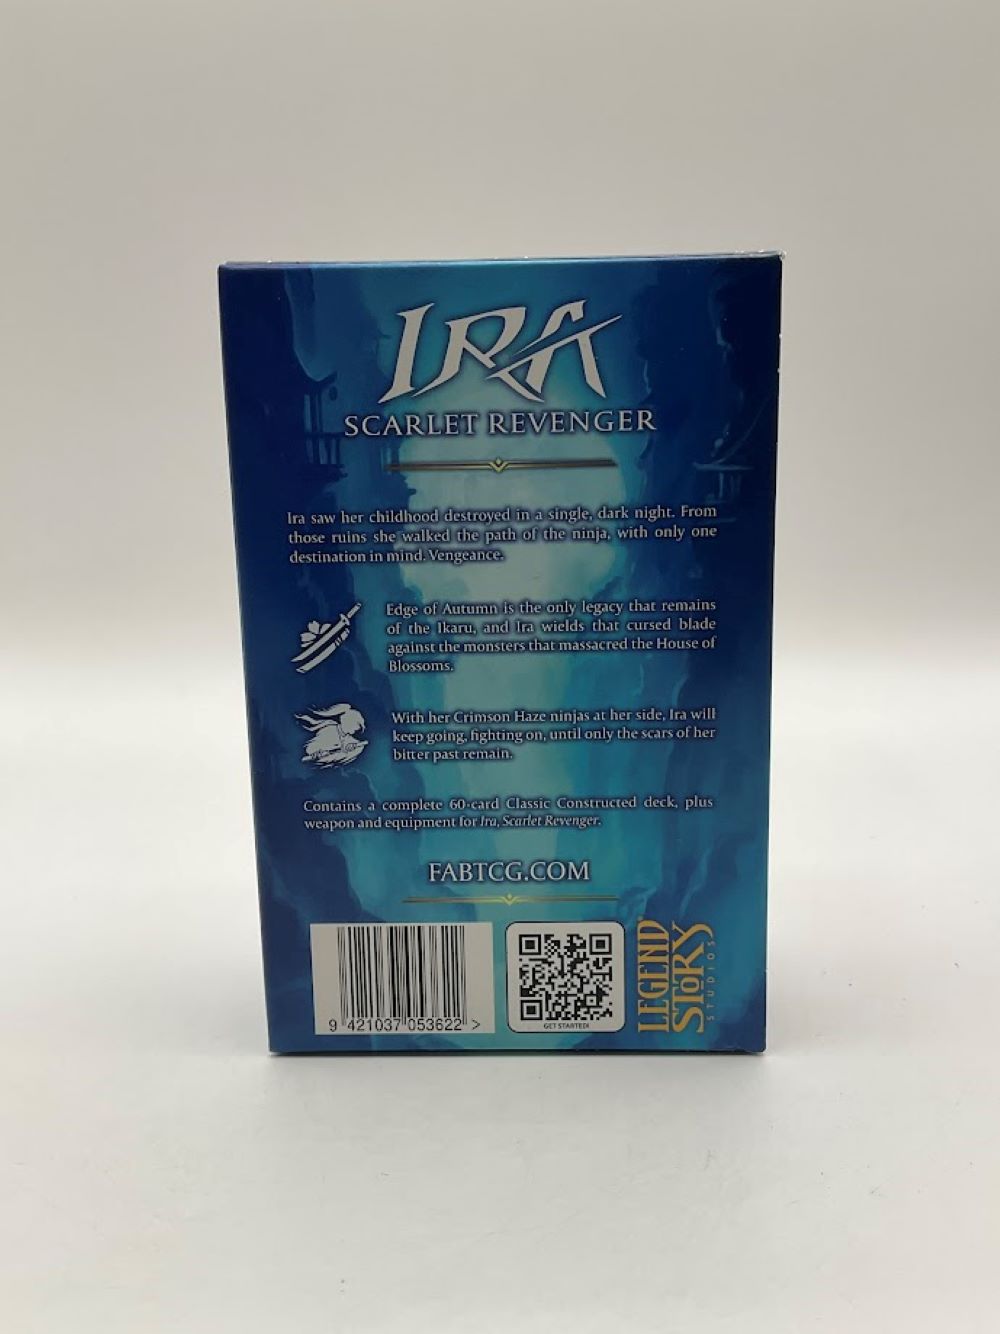 IRA
SCARLET REVENGER
Ira saw her childhood destroyed in a single, dark night. From
those ruins she walked the path of the ninja, with only one
destination in mind. Vengeance.
Edge of Autumn is the only legacy that remains
of the Ikaru, and Ira wields that cursed blade
against the monsters that massacred the House of
Blossoms.
With her Crimson Haze ninjas at her side, Ira will
keep going, fighting on, until only the scars of her
bitter past remain.
Contains a complete 60-card Classic Constructed deck, plus
weapon and equipment for Ira, Scarlet Revenger.
FABTCG.COM
9 421037 053622 >
GET STARTED!
LEGEND
STORY
STUDIOS